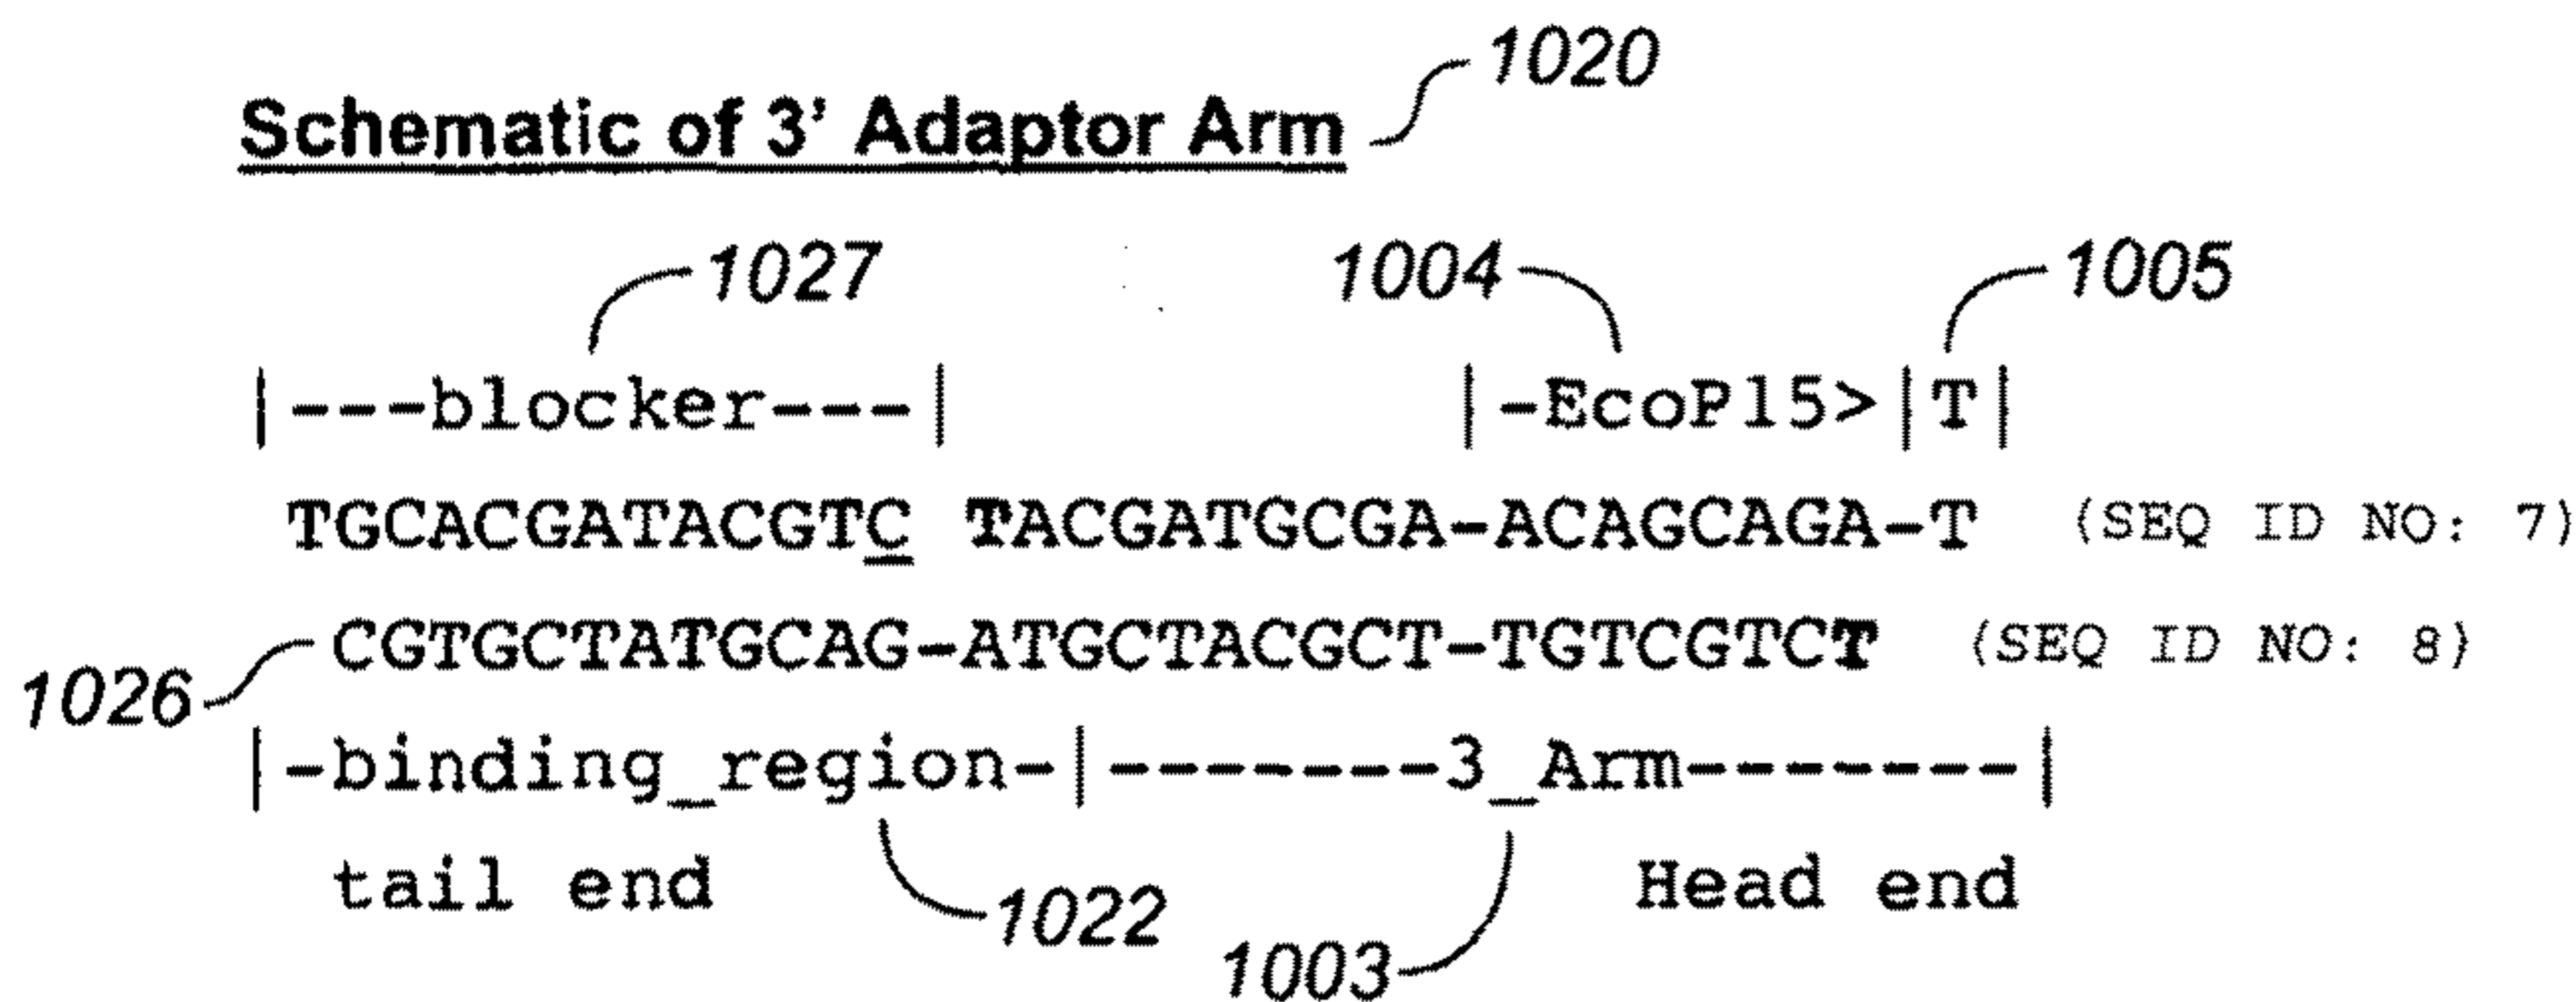 1020
Schematic of 3' Adaptor Arm
1027 1004 1005
|---blocker---| |-EcoP15>|T|
TGCACGATACGTC TACGATGCGA-ACAGCAGA-T (SEQ ID NO: 7)
CGTGCTATGCAG-ATGCTACGCT-TGTCGTCT (SEQ ID NO: 8)
1026
|-binding_region-|-------3_Arm-------|
tail end 1022 Head end
1003